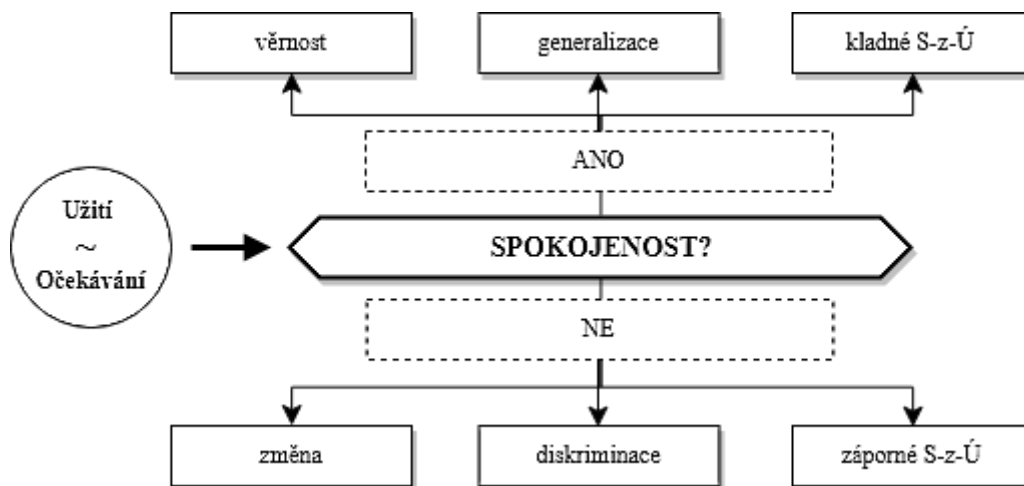 věrnost
generalizace
kladné S-z-Ú
ANO
Užití
~
Očekávání
SPOKOJENOST?
NE
změna
diskriminace
záporné S-z-Ú